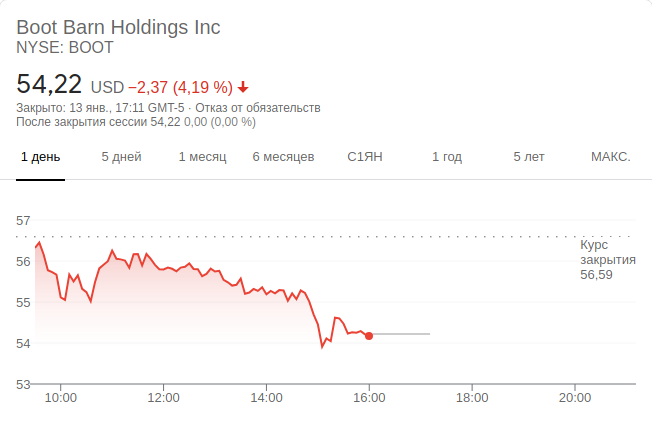 Boot Barn Holdings Inc
NYSE: BOOT
54,22 USD −2,37 (4,19 %)
Закрыто: 13 янв., 17:11 GMT-5 · Отказ от обязательств
После закрытия сессии 54,22 0,00 (0,00 %)
1 день 5 дней 1 месяц 6 месяцев С1ЯН 1 год 5 лет МАКС.
57
Курс
закрытия
56,59
56
55
54
53
10:00 12:00 14:00 16:00 18:00 20:00